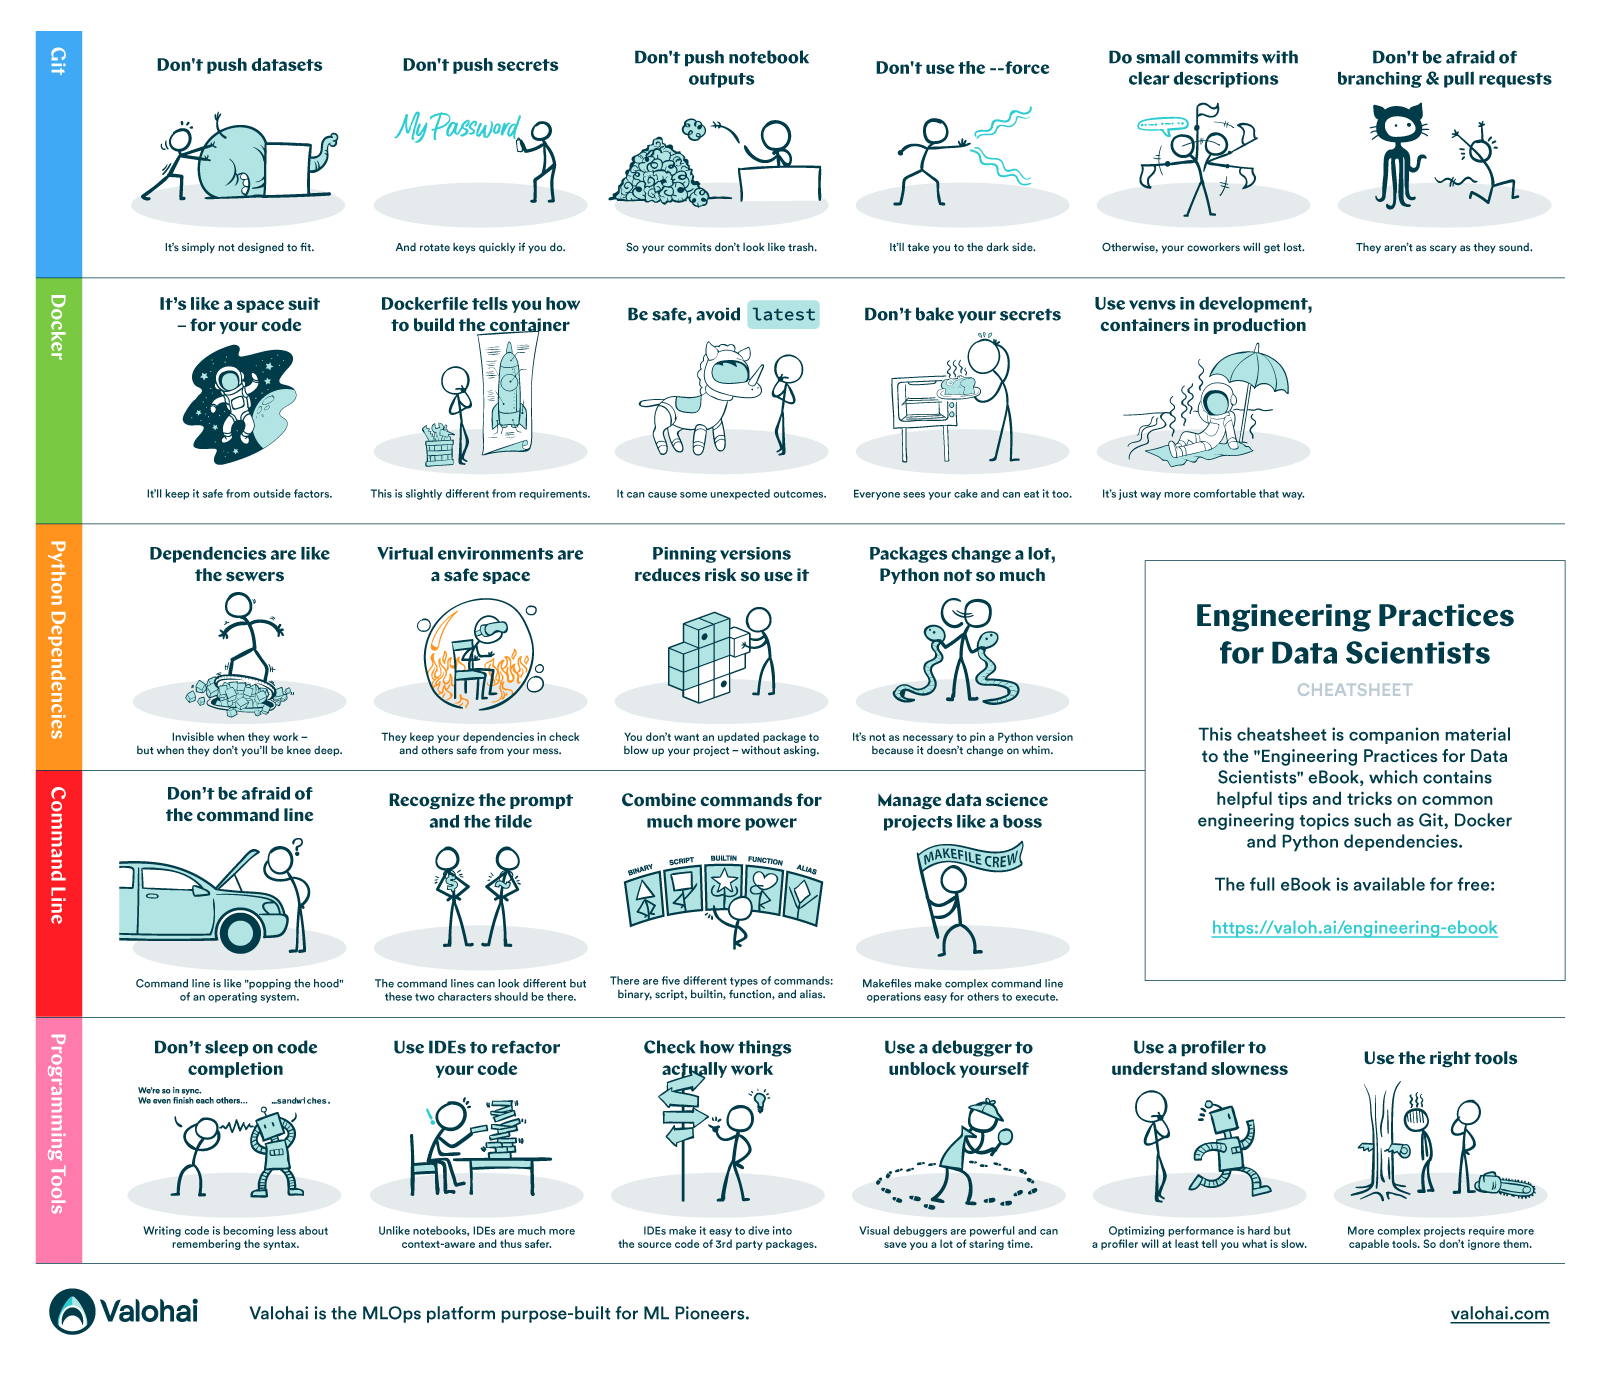 Git
Don't push datasets
It's simply not designed to fit.
Don't push secrets
My Password
And rotate keys quickly if you do.
Don't push notebook
outputs
So your commits don't look like trash.
Don't use the --force
It'll take you to the dark side.
Do small commits with
clear descriptions
Otherwise, your coworkers will get lost.
Don't be afraid of
branching & pull requests
They aren't as scary as they sound.
Docker
It's like a space suit
– for your code
It'll keep it safe from outside factors.
Dockerfile tells you how
to build the container
This is slightly different from requirements.
Be safe, avoid latest
It can cause some unexpected outcomes.
Don't bake your secrets
Everyone sees your cake and can eat it too.
Use venvs in development,
containers in production
It's just way more comfortable that way.
Python Dependencies
Dependencies are like
the sewers
Invisible when they work –
but when they don't you'll be knee deep.
Virtual environments are
a safe space
They keep your dependencies in check
and others safe from your mess.
Pinning versions
reduces risk so use it
You don't want an updated package to
blow up your project – without asking.
Packages change a lot,
Python not so much
It's not as necessary to pin a Python version
because it doesn't change on whim.
Engineering Practices
for Data Scientists
CHEATSHEET
This cheatsheet is companion material
to the "Engineering Practices for Data
Scientists" eBook, which contains
helpful tips and tricks on common
engineering topics such as Git, Docker
and Python dependencies.
The full eBook is available for free:
https://valoh.ai/engineering-ebook
Command Line
Don't be afraid of
the command line
?
Command line is like "popping the hood"
of an operating system.
Recognize the prompt
and the tilde
$
~
The command lines can look different but
these two characters should be there.
Combine commands for
much more power
BINARY
SCRIPT
BUILTIN
FUNCTION
ALIAS
There are five different types of commands:
binary, script, builtin, function, and alias.
Manage data science
projects like a boss
MAKEFILE CREW
Makefiles make complex command line
operations easy for others to execute.
Programming Tools
Don't sleep on code
completion
We're so in sync.
We even finish each others...
...sandwiches.
Writing code is becoming less about
remembering the syntax.
Use IDEs to refactor
your code
!
Unlike notebooks, IDEs are much more
context-aware and thus safer.
Check how things
actually work
IDEs make it easy to dive into
the source code of 3rd party packages.
Use a debugger to
unblock yourself
Visual debuggers are powerful and can
save you a lot of staring time.
Use a profiler to
understand slowness
Optimizing performance is hard but
a profiler will at least tell you what is slow.
Use the right tools
More complex projects require more
capable tools. So don't ignore them.
Valohai
Valohai is the MLOps platform purpose-built for ML Pioneers.
valohai.com